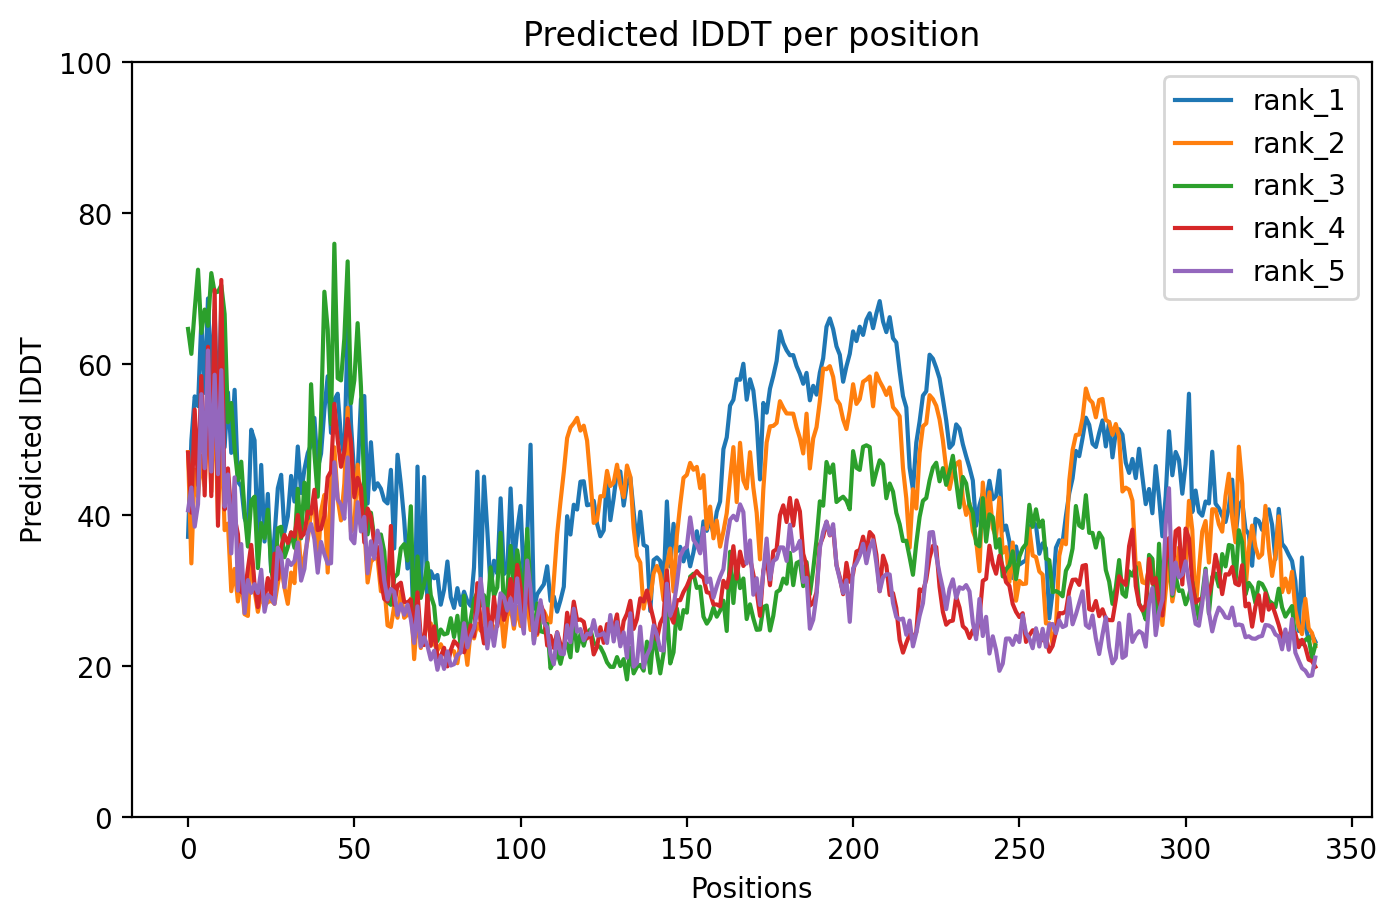 Predicted lDDT per position
100
80
60
40
20
0
Predicted lDDT
0 50 100 150 200 250 300 350
Positions
rank_1
rank_2
rank_3
rank_4
rank_5